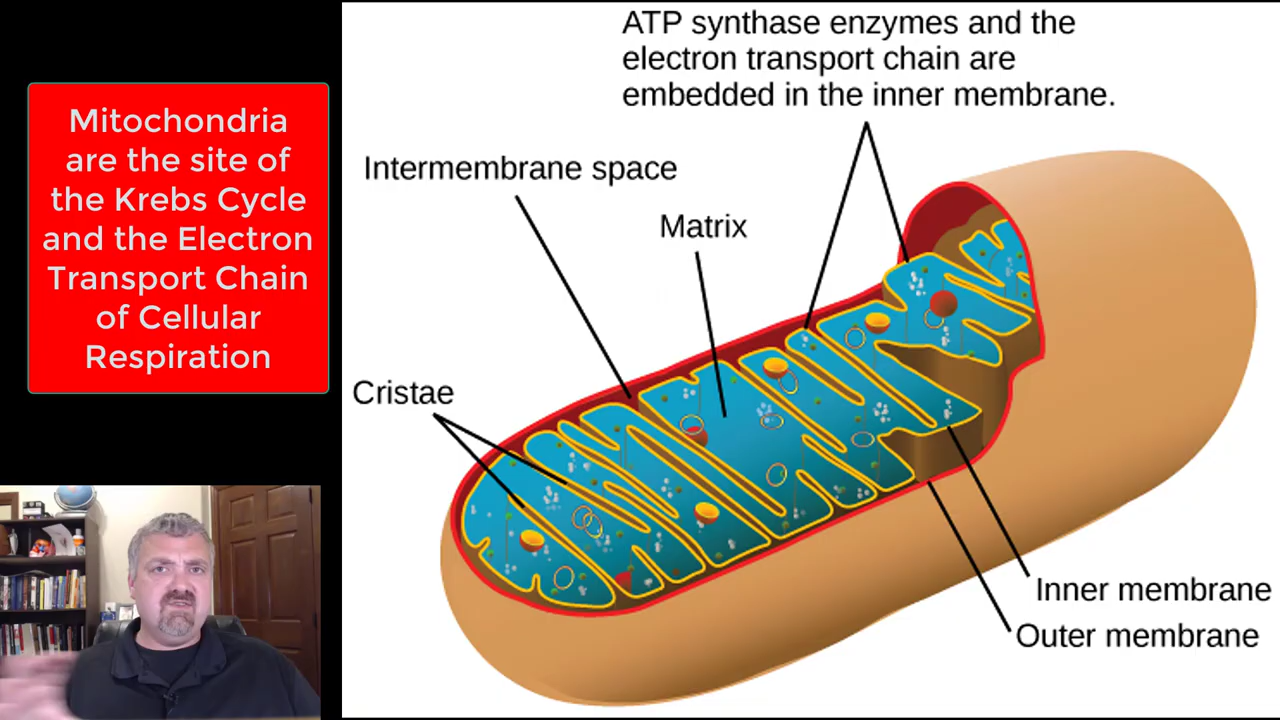 Mitochondria
are the site of
the Krebs Cycle
and the Electron
Transport Chain
of Cellular
Respiration
ATP synthase enzymes and the
electron transport chain are
embedded in the inner membrane.
Intermembrane space
Matrix
Cristae
Inner membrane
Outer membrane